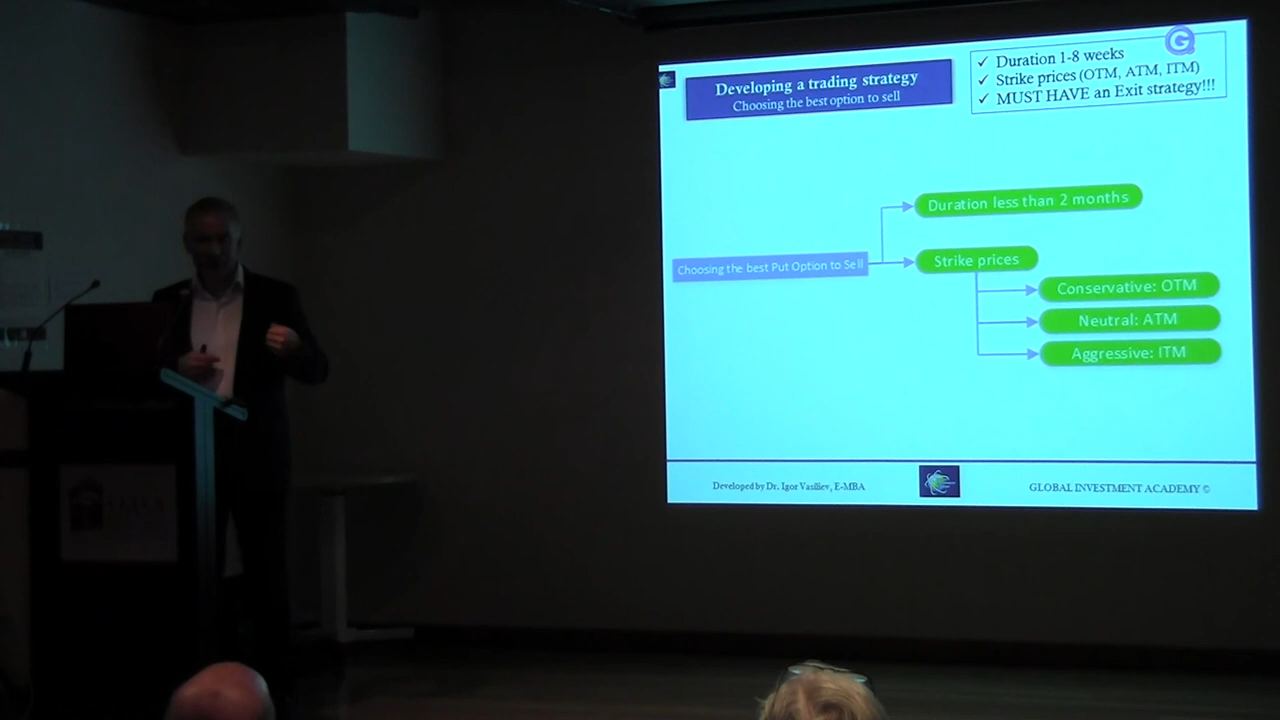 Developing a trading strategy
Choosing the best option to sell
G
✓ Duration 1-8 weeks
✓ Strike prices (OTM, ATM, ITM)
✓ MUST HAVE an Exit strategy!!!
Duration less than 2 months
Choosing the best Put Option to Sell
Strike prices
Conservative: OTM
Neutral: ATM
Aggressive: ITM
Developed by Dr. Igor Vasiliev, E-MBA
GLOBAL INVESTMENT ACADEMY ©